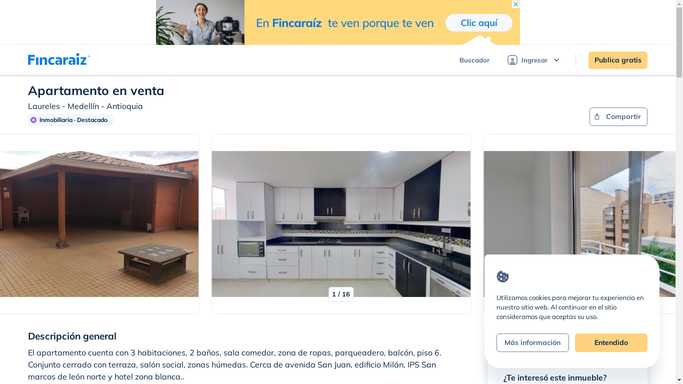 En Fincaraíz te ven porque te ven
Clic aquí
Fincaraiz
Buscador
Ingresar
Publica gratis
Apartamento en venta
Laureles - Medellín - Antioquia
Inmobiliaria · Destacado
Compartir
1 / 16
Descripción general
El apartamento cuenta con 3 habitaciones, 2 baños, sala comedor, zona de ropas, parqueadero, balcón, piso 6.
Conjunto cerrado con terraza, salón social, zonas húmedas. Cerca de avenida San Juan, edificio Milón. IPS San
marcos de león norte y hotel zona blanca..
Utilizamos cookies para mejorar tu experiencia en
nuestro sitio web. Al continuar en el sitio
consideramos que aceptas su uso.
Más información
Entendido
¿Te interesó este inmueble?